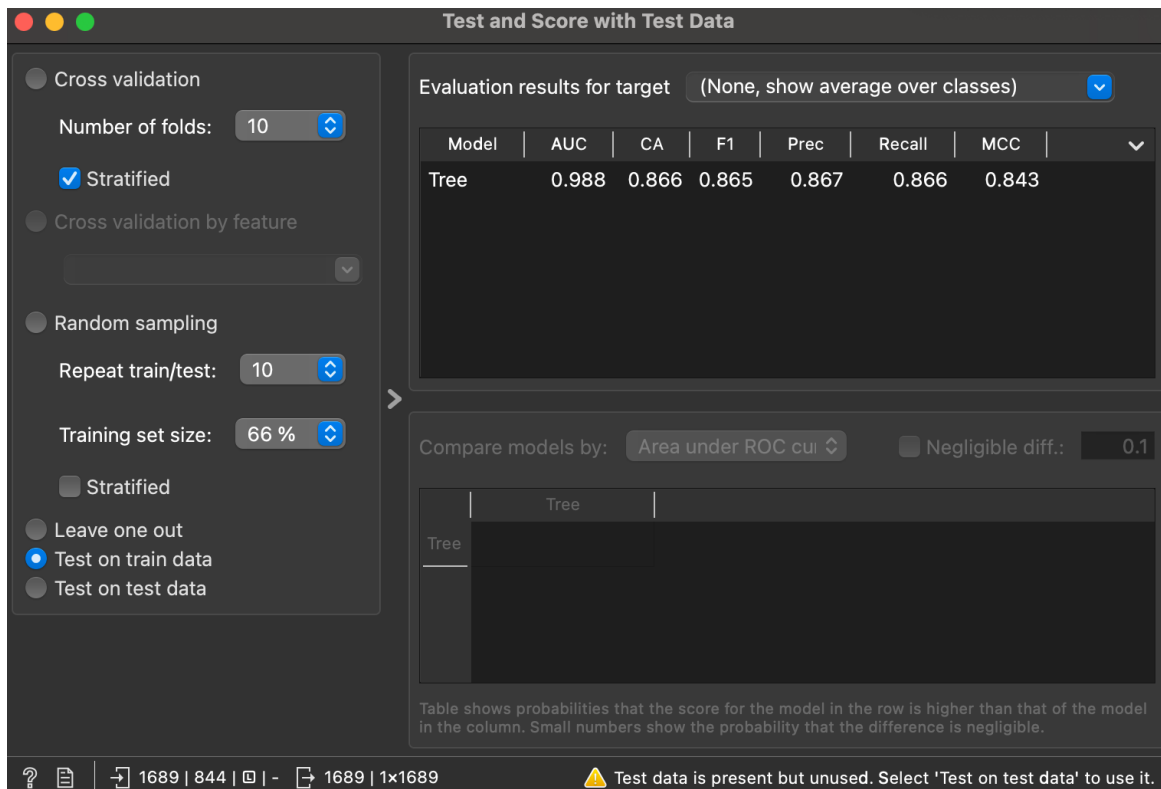 Test and Score with Test Data
Cross validation
Number of folds: 10
Stratified
Cross validation by feature
Random sampling
Repeat train/test: 10
Training set size: 66 %
Stratified
Leave one out
Test on train data
Test on test data
Evaluation results for target (None, show average over classes)
Model AUC CA F1 Prec Recall MCC
Tree 0.988 0.866 0.865 0.867 0.866 0.843
Compare models by: Area under ROC cu Negligible diff.: 0.1
Tree
Tree
Table shows probabilities that the score for the model in the row is higher than that of the model
in the column. Small numbers show the probability that the difference is negligible.
? 1689 | 844 | L | - 1689 | 1×1689 Test data is present but unused. Select 'Test on test data' to use it.